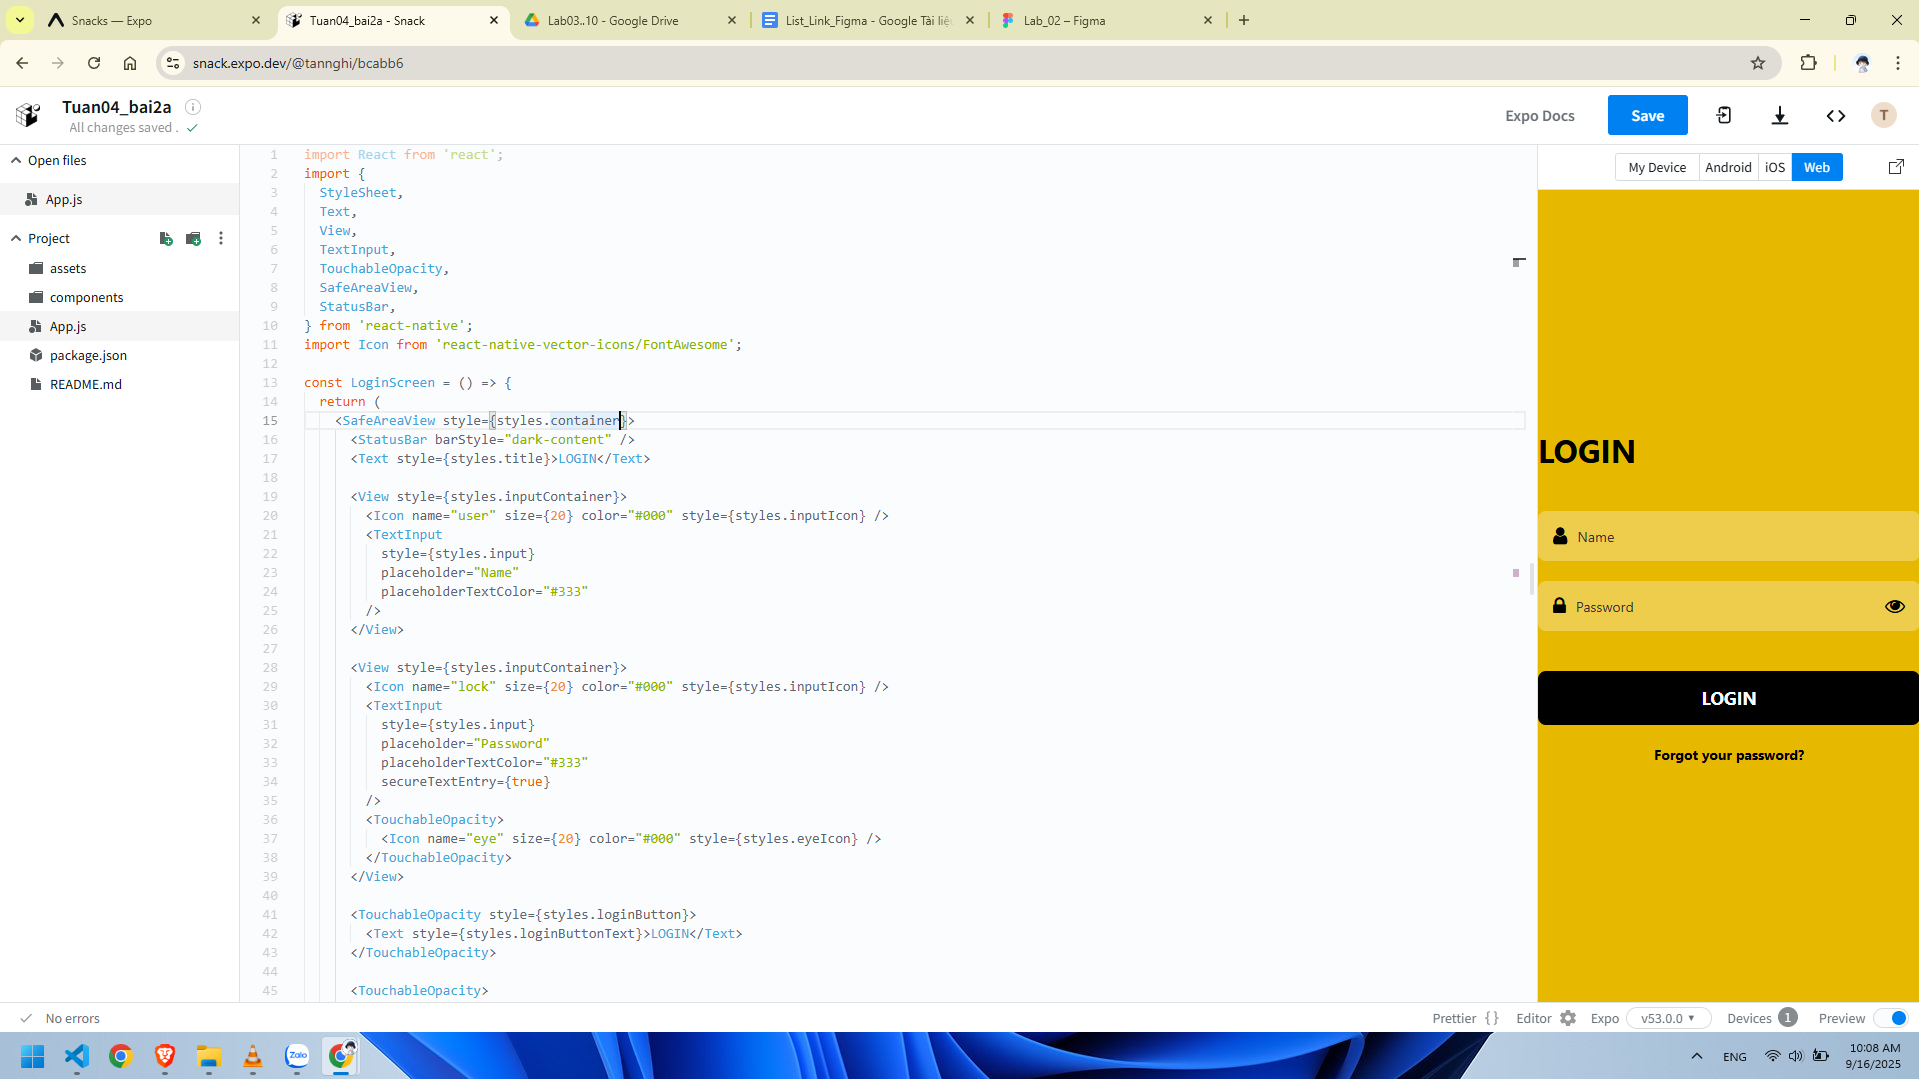 Snacks — Expo
Tuan04_bai2a - Snack
Lab03..10 - Google Drive
List_Link_Figma - Google Tài liệ
Lab_02 – Figma
snack.expo.dev/@tannghi/bcabb6
Tuan04_bai2a
All changes saved .
Expo Docs
Save
T
Open files
App.js
Project
assets
components
App.js
package.json
README.md
1 import React from 'react';
2 import {
3 StyleSheet,
4 Text,
5 View,
6 TextInput,
7 TouchableOpacity,
8 SafeAreaView,
9 StatusBar,
10 } from 'react-native';
11 import Icon from 'react-native-vector-icons/FontAwesome';
12
13 const LoginScreen = () => {
14 return (
15 <SafeAreaView style={styles.container}>
16 <StatusBar barStyle="dark-content" />
17 <Text style={styles.title}>LOGIN</Text>
18
19 <View style={styles.inputContainer}>
20 <Icon name="user" size={20} color="#000" style={styles.inputIcon} />
21 <TextInput
22 style={styles.input}
23 placeholder="Name"
24 placeholderTextColor="#333"
25 />
26 </View>
27
28 <View style={styles.inputContainer}>
29 <Icon name="lock" size={20} color="#000" style={styles.inputIcon} />
30 <TextInput
31 style={styles.input}
32 placeholder="Password"
33 placeholderTextColor="#333"
34 secureTextEntry={true}
35 />
36 <TouchableOpacity>
37 <Icon name="eye" size={20} color="#000" style={styles.eyeIcon} />
38 </TouchableOpacity>
39 </View>
40
41 <TouchableOpacity style={styles.loginButton}>
42 <Text style={styles.loginButtonText}>LOGIN</Text>
43 </TouchableOpacity>
44
45 <TouchableOpacity>
My Device
Android
iOS
Web
LOGIN
Name
Password
LOGIN
Forgot your password?
No errors
Prettier { }
Editor
Expo
v53.0.0
Devices 1
Preview
Zalo
ENG
10:08 AM
9/16/2025